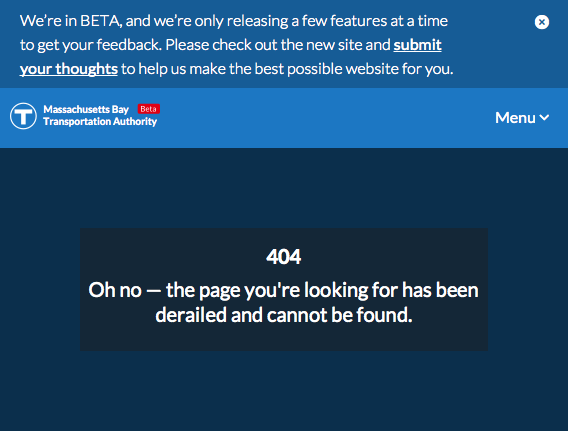 We're in BETA, and we're only releasing a few features at a time
to get your feedback. Please check out the new site and submit
your thoughts to help us make the best possible website for you.
T
Massachusetts Bay Beta
Transportation Authority
Menu
404
Oh no — the page you're looking for has been
derailed and cannot be found.